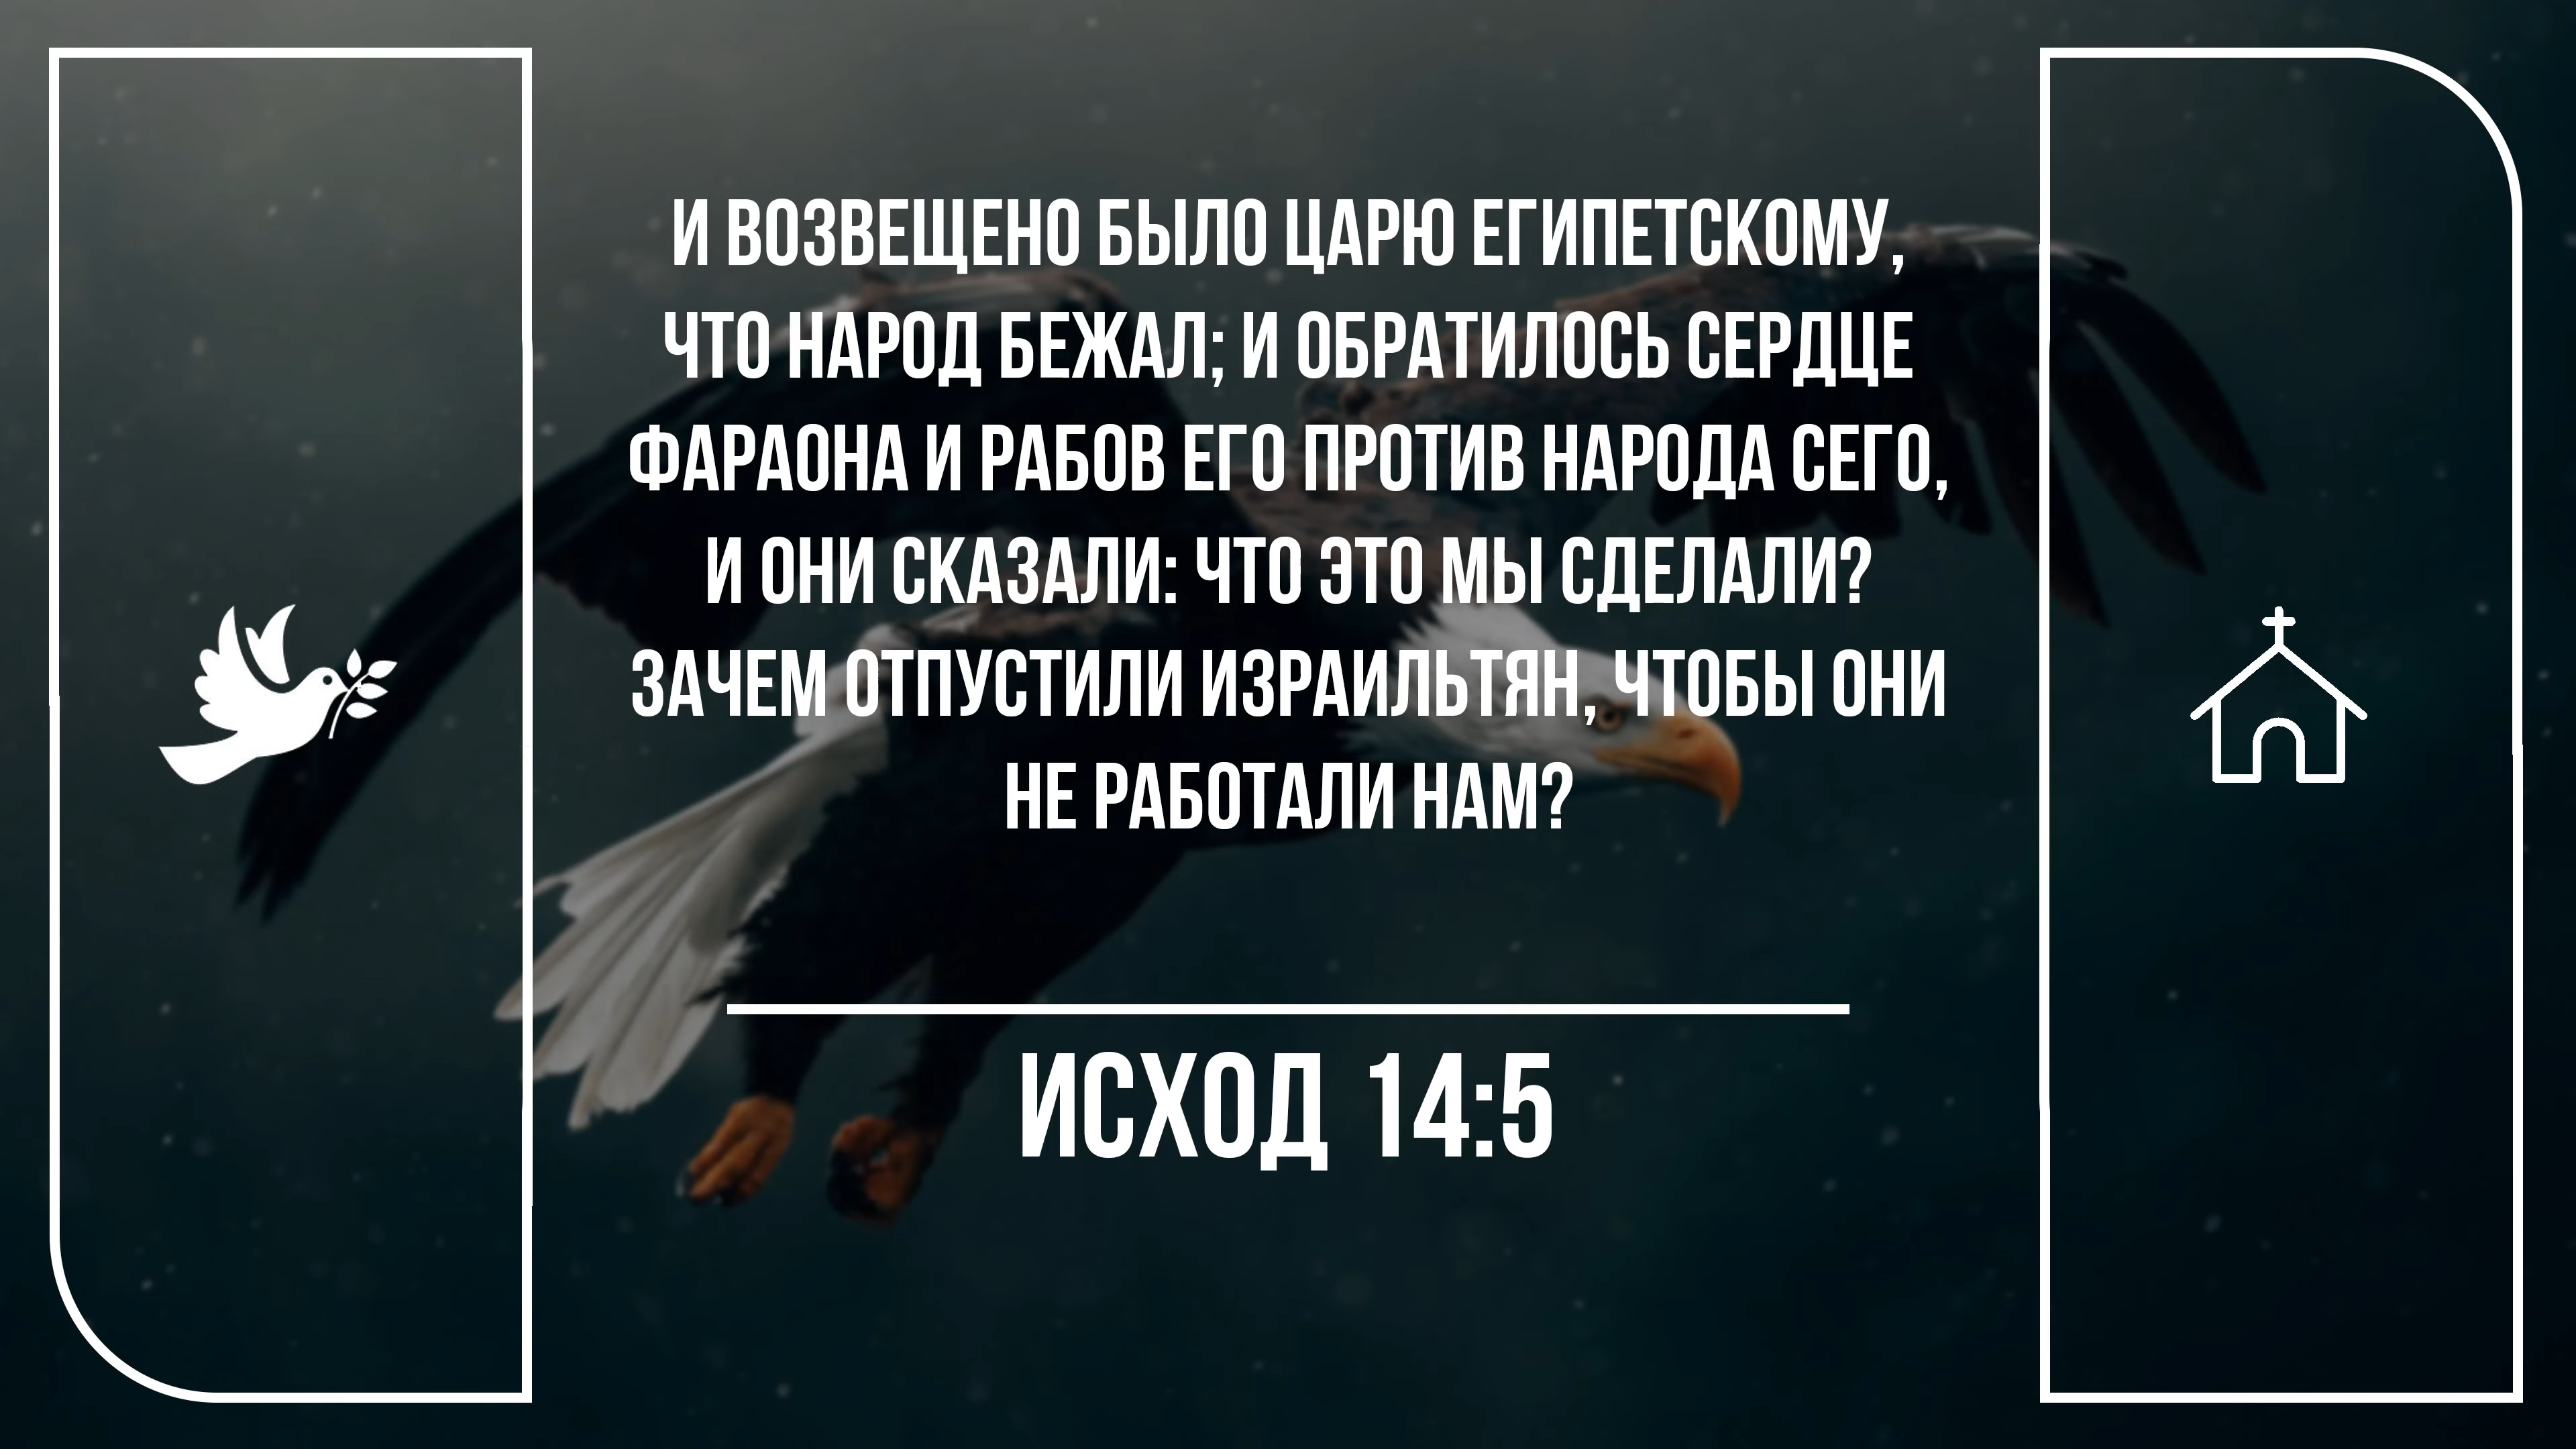 И ВОЗВЕЩЕНО БЫЛО ЦАРЮ ЕГИПЕТСКОМУ,
ЧТО НАРОД БЕЖАЛ; И ОБРАТИЛОСЬ СЕРДЦЕ
ФАРАОНА И РАБОВ ЕГО ПРОТИВ НАРОДА СЕГО,
И ОНИ СКАЗАЛИ: ЧТО ЭТО МЫ СДЕЛАЛИ?
ЗАЧЕМ ОТПУСТИЛИ ИЗРАИЛЬТЯН, ЧТОБЫ ОНИ
НЕ РАБОТАЛИ НАМ?
ИСХОД 14:5